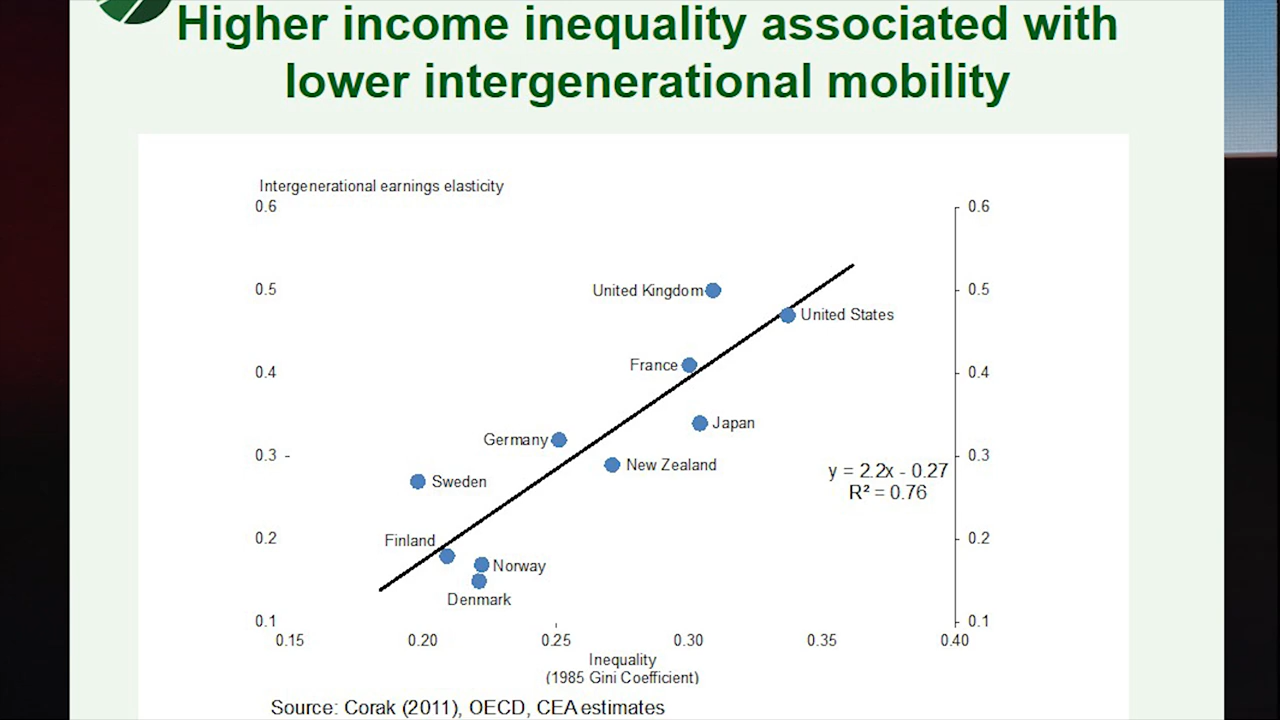 Higher income inequality associated with
lower intergenerational mobility
Intergenerational earnings elasticity
0.6 0.6
United Kingdom
0.5 0.5
United States
France
0.4 0.4
Japan
Germany
New Zealand
0.3 - 0.3
y = 2.2x - 0.27
Sweden
R² = 0.76
0.2 0.2
Finland
Norway
Denmark
0.1 0.1
0.15 0.20 0.25 0.30 0.35 0.40
Inequality
(1985 Gini Coefficient)
Source: Corak (2011), OECD, CEA estimates